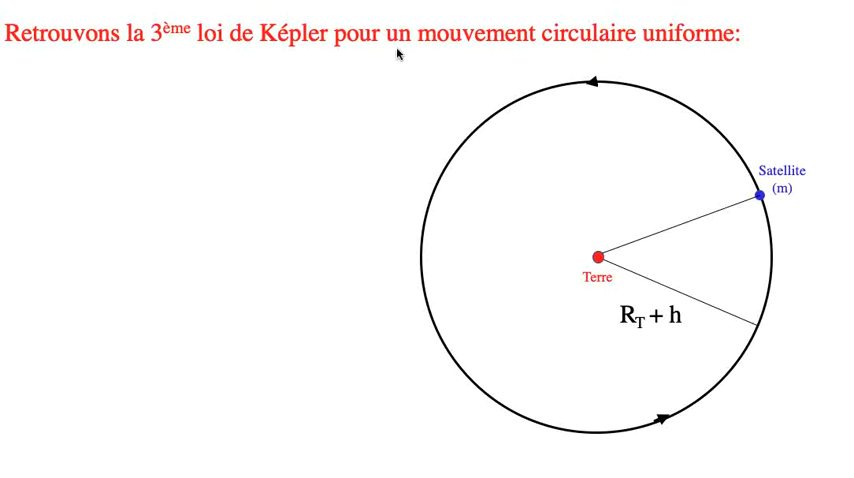 Retrouvons la 3ème loi de Képler pour un mouvement circulaire uniforme:
Satellite
(m)
Terre
RT + h